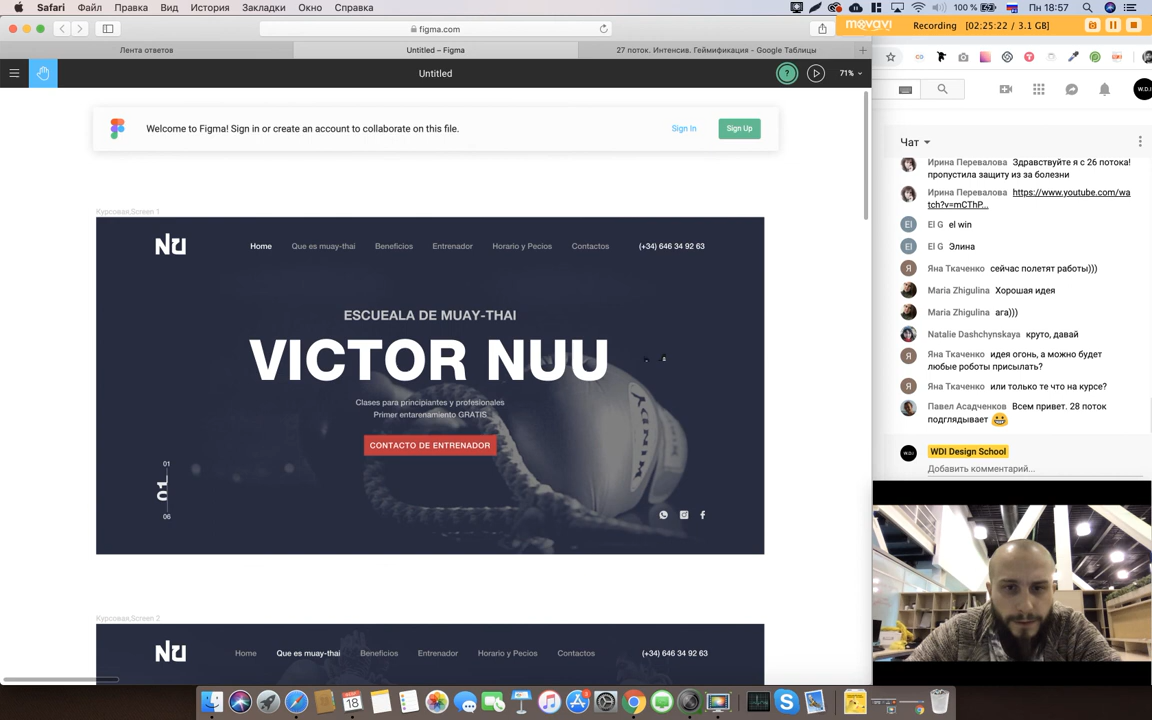 Safari Файл Правка Вид История Закладки Окно Справка
100 % Пн 18:57
figma.com
movavi Recording [02:25:22 / 3.1 GB]
Лента ответов
Untitled – Figma
27 поток. Интенсив. Геймификация - Google Таблицы
Untitled
?
71%
Welcome to Figma! Sign in or create an account to collaborate on this file.
Sign In
Sign Up
Курсовая,Screen 1
Home Que es muay-thai Beneficios Entrenador Horario y Pecios Contactos (+34) 646 34 92 63
ESCUEALA DE MUAY-THAI
VICTOR NUU
Clases para principiantes y profesionales
Primer entarenamiento GRATIS
CONTACTO DE ENTRENADOR
01
01
06
Курсовая,Screen 2
Home Que es muay-thai Beneficios Entrenador Horario y Pecios Contactos (+34) 646 34 92 63
Чат
Ирина Перевалова Здравствуйте я с 26 потока!
пропустила защиту из за болезни
Ирина Перевалова https://www.youtube.com/wa
tch?v=mCThP...
El G el win
El G Элина
Яна Ткаченко сейчас полетят работы)))
Maria Zhigulina Хорошая идея
Maria Zhigulina ага)))
Natalie Dashchynskaya круто, давай
Яна Ткаченко идея огонь, а можно будет
любые роботы присылать?
Яна Ткаченко или только те что на курсе?
Павел Асадченков Всем привет. 28 поток
подглядывает
WDI Design School
Добавить комментарий...
18